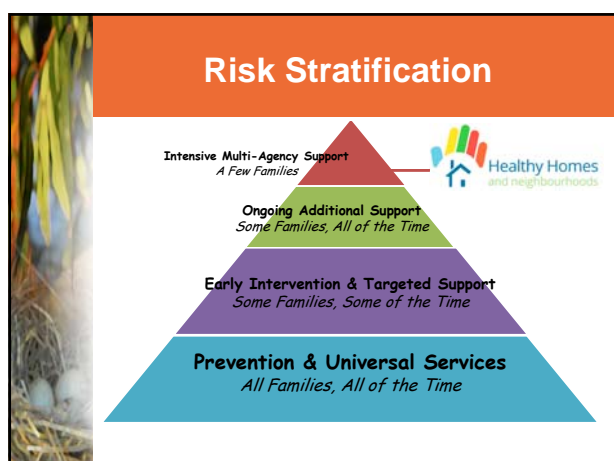 Risk Stratification
Intensive Multi-Agency Support
A Few Families
Healthy Homes
and neighbourhoods
Ongoing Additional Support
Some Families, All of the Time
Early Intervention & Targeted Support
Some Families, Some of the Time
Prevention & Universal Services
All Families, All of the Time